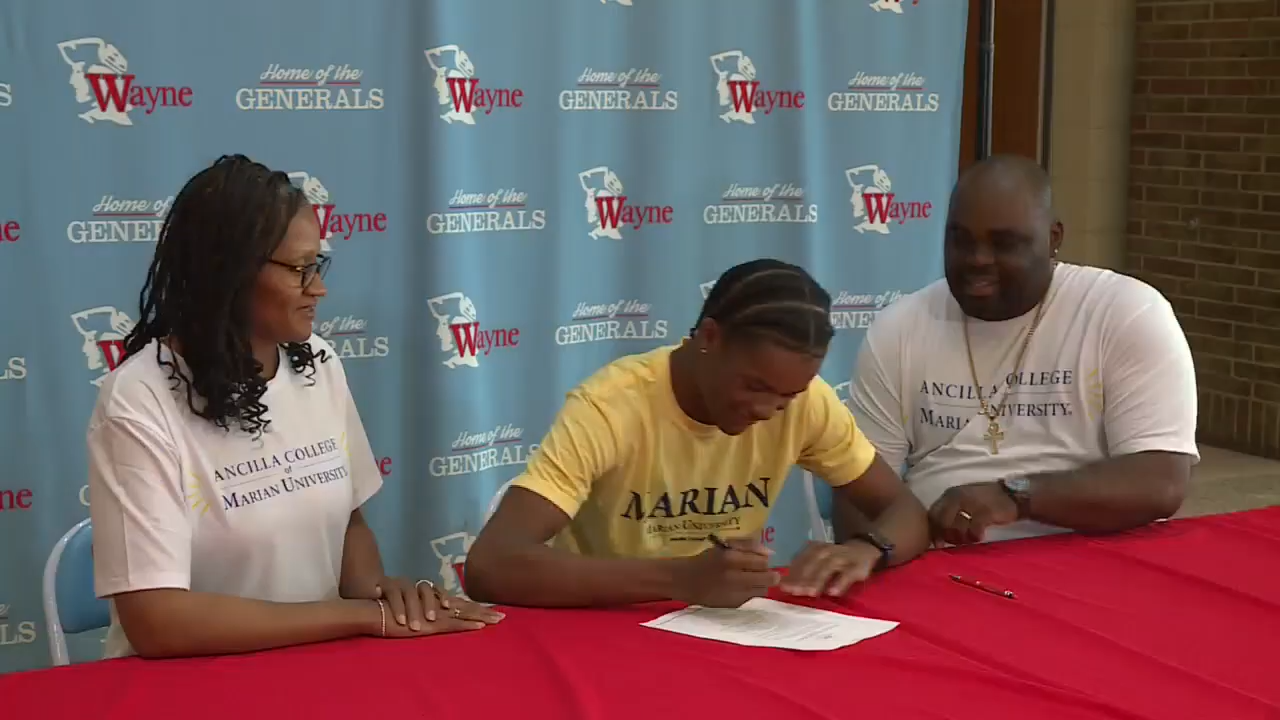 Wayne
Home of the
GENERALS
Wayne
Home of the
GENERALS
Wayne
Home of the
GENERALS
Home of the
GENERALS
Wayne
Home of the
GENERALS
Wayne
Home of the
GENERALS
Wayne
Wayne
Home of the
GENERALS
Home of the
ANCILLA COLLEGE
of
MARIAN UNIVERSITY
MARIAN
MARIAN UNIVERSITY
ANCILLA COLLEGE
MARIAN UNIVERSITY
Home of the
GENERALS